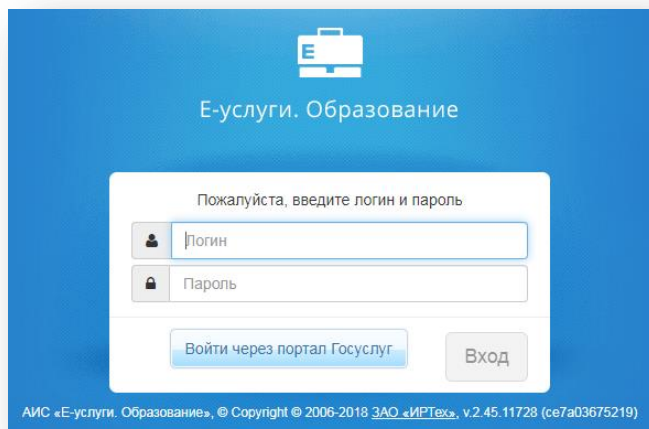 E
Е-услуги. Образование
Пожалуйста, введите логин и пароль
Логин
Пароль
Войти через портал Госуслуг
Вход
АИС «Е-услуги. Образование», © Copyright © 2006-2018 ЗАО «ИРТех», v.2.45.11728 (ce7a03675219)